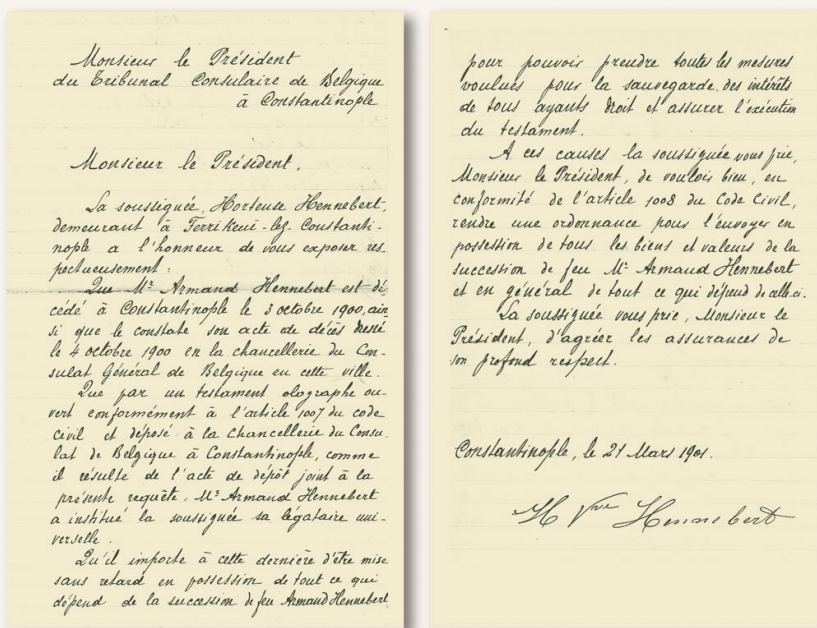 Monsieur le Président
du Tribunal Consulaire de Belgique
à Constantinople
Monsieur le Président,
La soussignée, Hortense Hennebert,
demeurant à Ferrikeui-lez-Constanti-
nople a l'honneur de vous exposer res-
pectueusement :
Que Mr Armand Hennebert est dé-
cédé à Constantinople le 3 octobre 1900, ain-
si que le constate son acte de décès dressé
le 4 octobre 1900 en la chancellerie du Con-
sulat Général de Belgique en cette ville.
Que par un testament olographe ou-
vert conformément à l'article 1007 du code
civil et déposé à la Chancellerie du Consu-
lat de Belgique à Constantinople, comme
il résulte de l'acte de dépôt joint à la
présente requête, Mr Armand Hennebert
a institué la soussignée sa légataire uni-
verselle.
Qu'il importe à cette dernière d'être mise
sans retard en possession de tout ce qui
dépend de la succession de feu Armand Hennebert
pour pouvoir prendre toutes les mesures
voulues pour la sauvegarde des intérêts
de tous ayants droit et assurer l'exécution
du testament.
A ces causes la soussignée vous prie,
Monsieur le Président, de vouloir bien, en
conformité de l'article 1008 du Code Civil,
rendre une ordonnance pour l'envoyer en
possession de tous les biens et valeurs de la
succession de feu Mr Armand Hennebert
et en général de tout ce qui dépend de celle-ci.
La soussignée vous prie, Monsieur le
Président, d'agréer les assurances de
son profond respect.
Constantinople, le 21 Mars 1901.
H Vve Hennebert